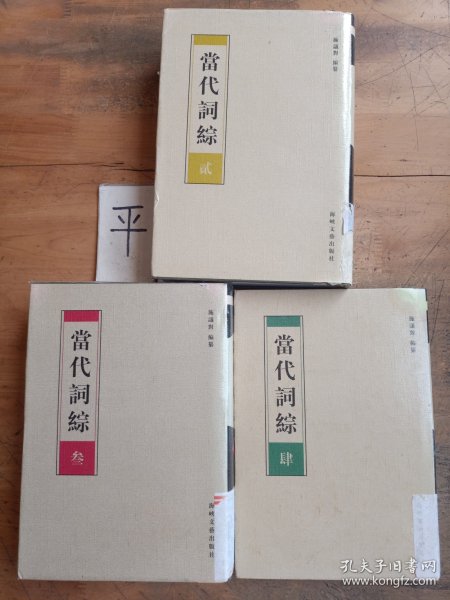 當代詞綜
貳
施議對 編纂
海峽文藝出版社
平
當代詞綜
叁
施議對 編纂
海峽文藝出版社
當代詞綜
肆
施議對 編纂
孔夫子旧书网
www.kongfz.com